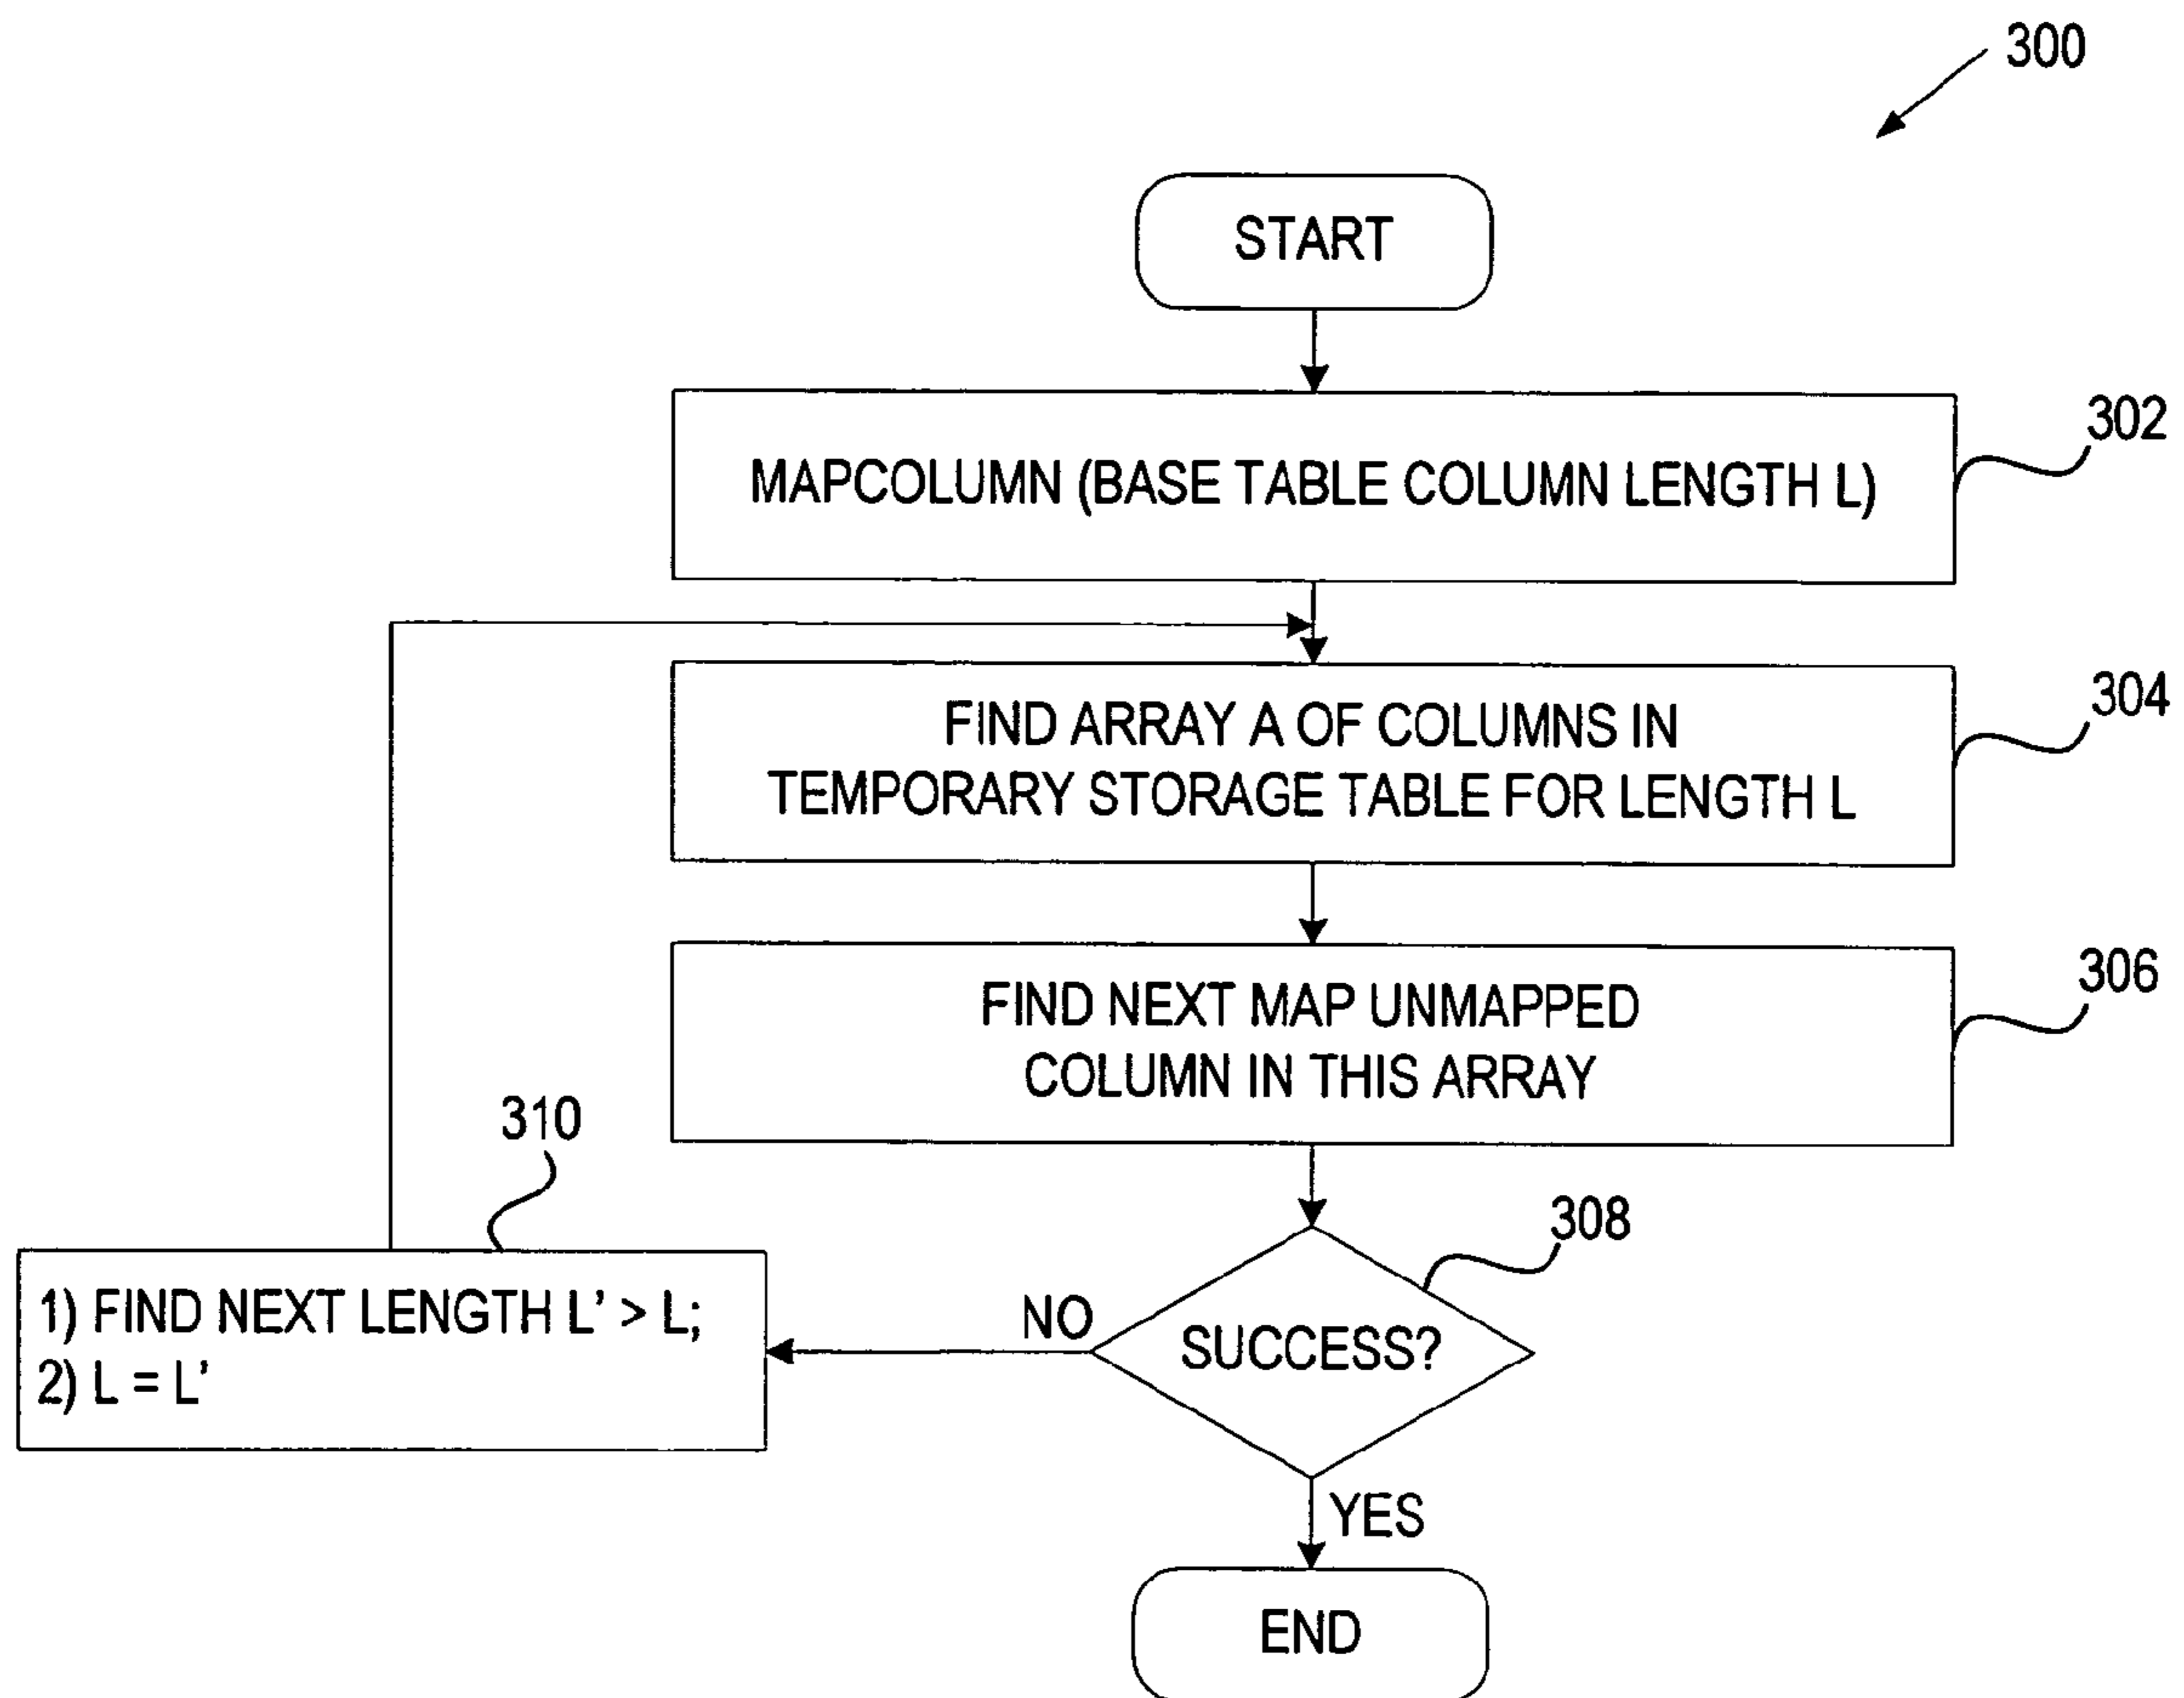 300
START
MAPCOLUMN (BASE TABLE COLUMN LENGTH L)
302
FIND ARRAY A OF COLUMNS IN
TEMPORARY STORAGE TABLE FOR LENGTH L
304
FIND NEXT MAP UNMAPPED
COLUMN IN THIS ARRAY
306
310
1) FIND NEXT LENGTH L' > L;
2) L = L'
NO
SUCCESS?
308
YES
END